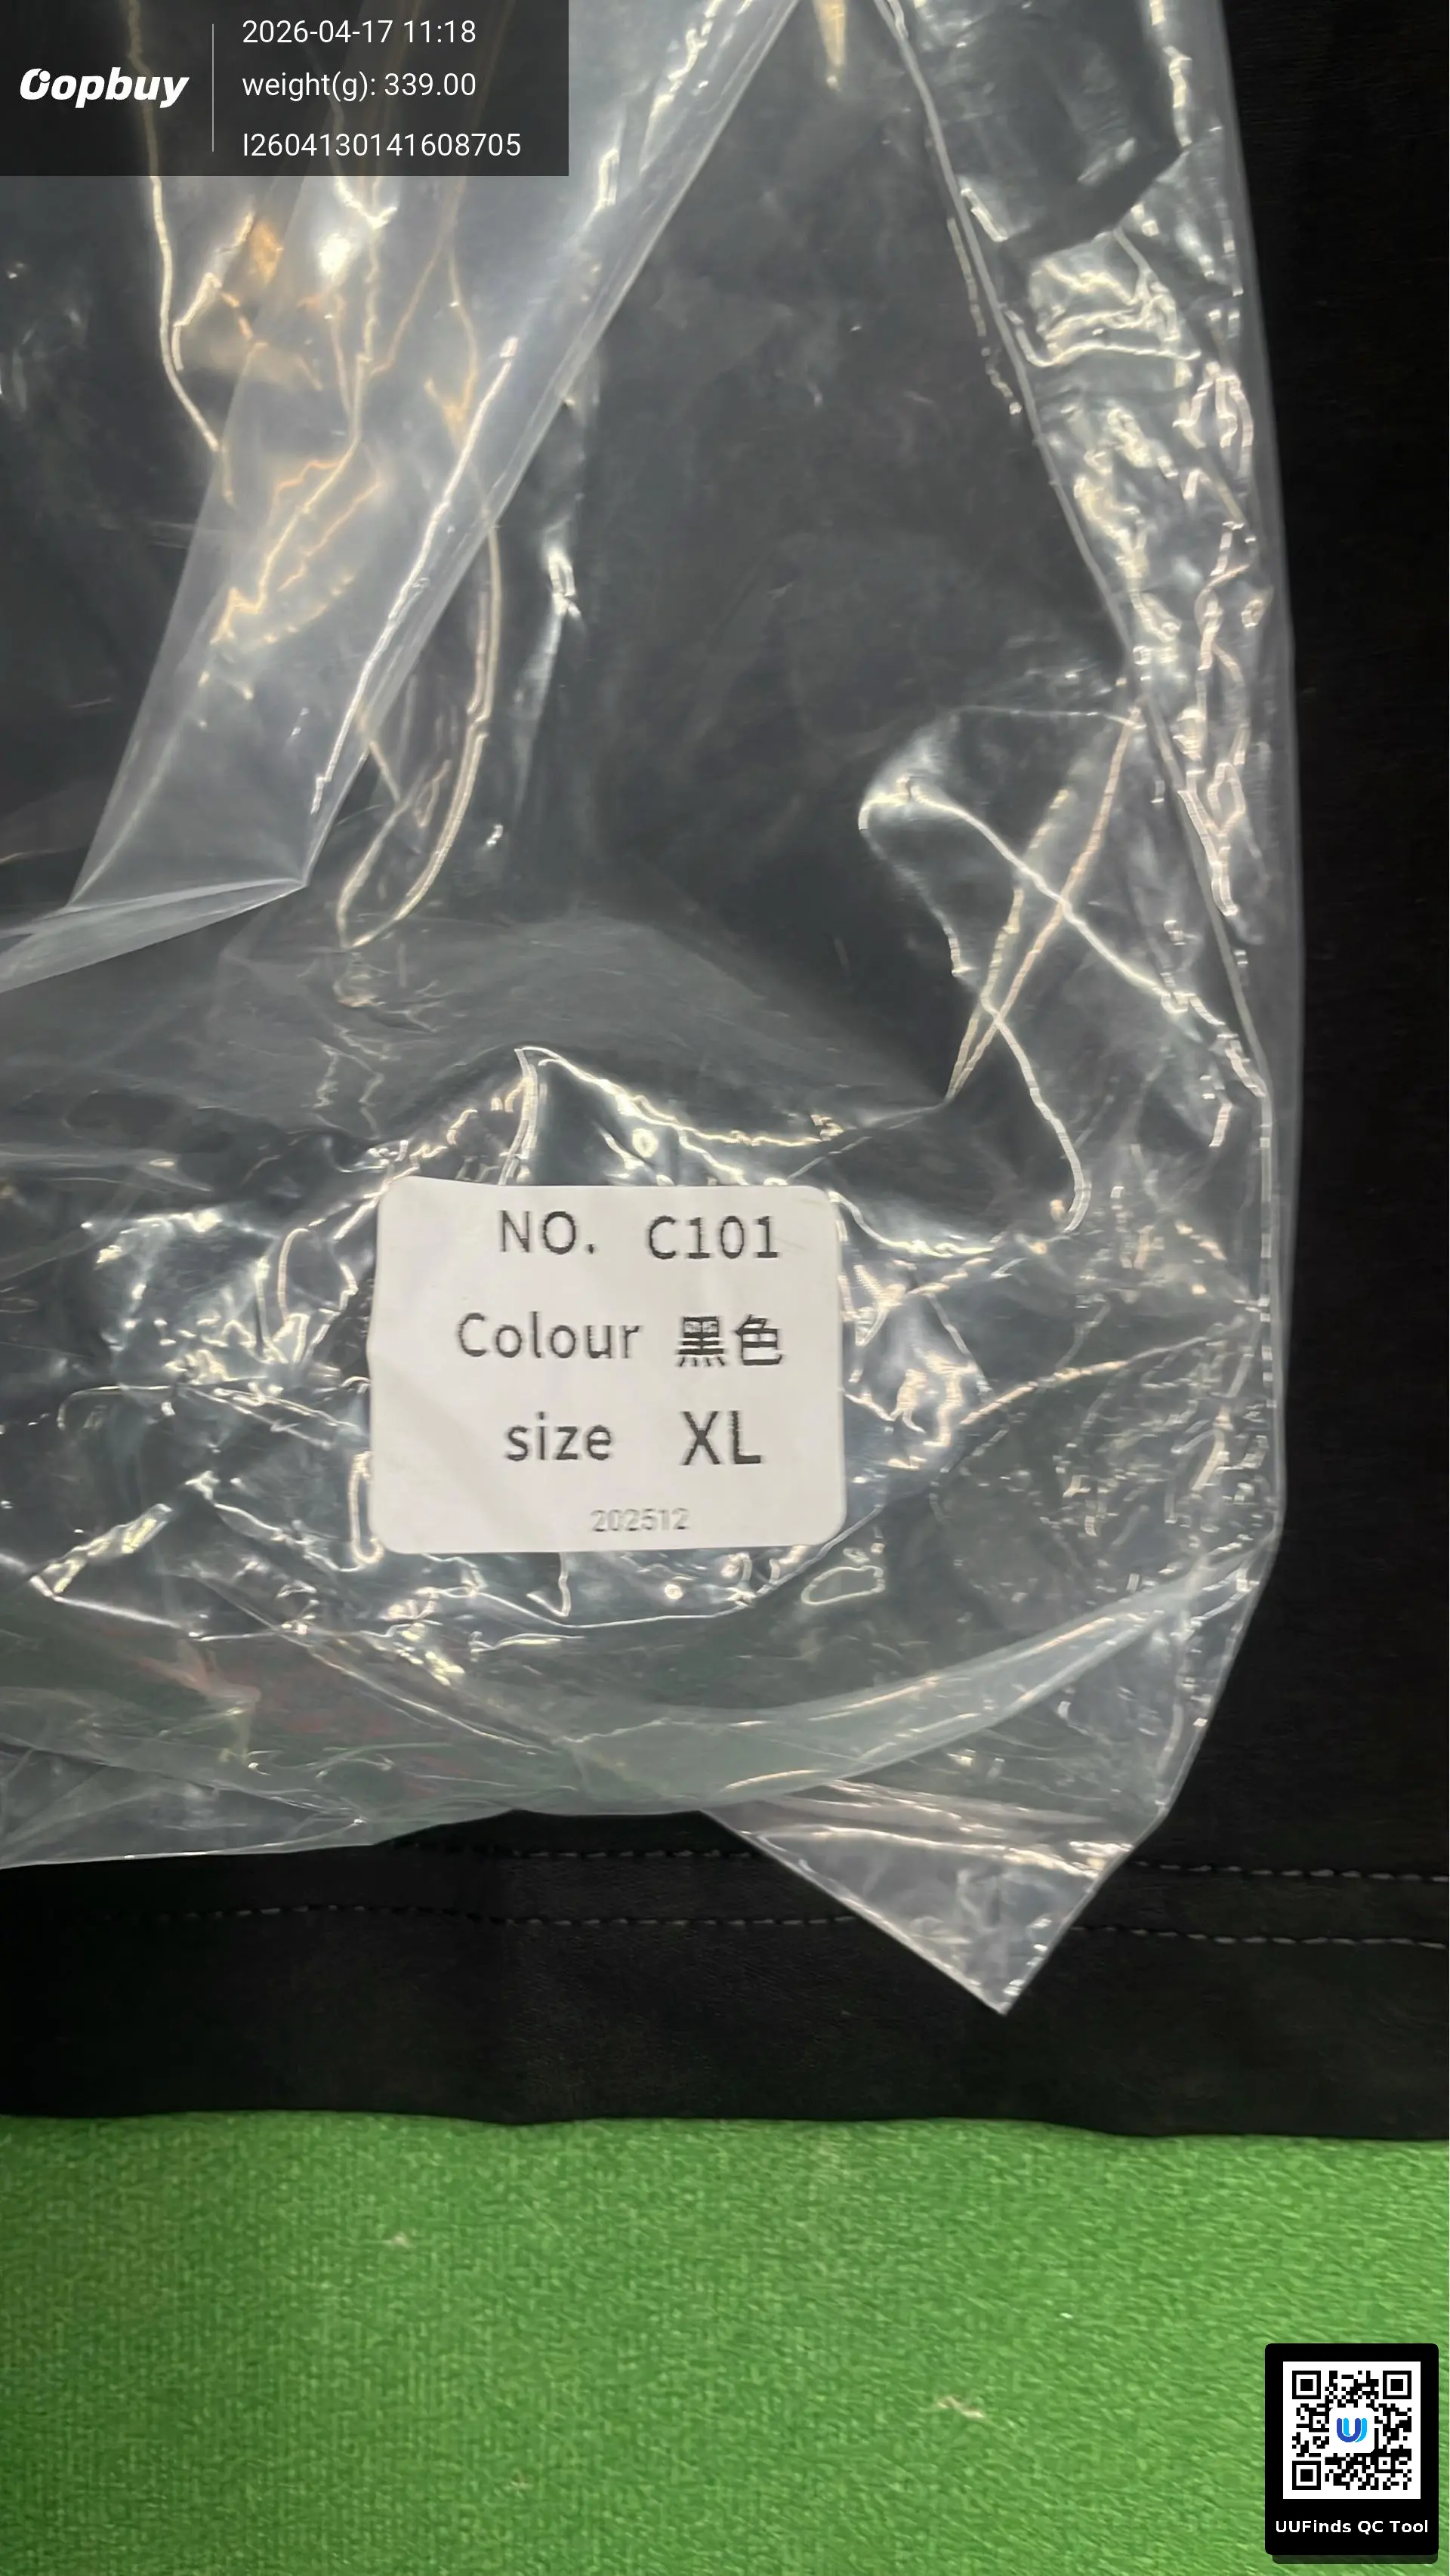 Oopbuy
2026-04-17 11:18
weight(g): 339.00
I2604130141608705
NO. C101
Colour 黑色
size XL
202512
UUFinds QC Tool